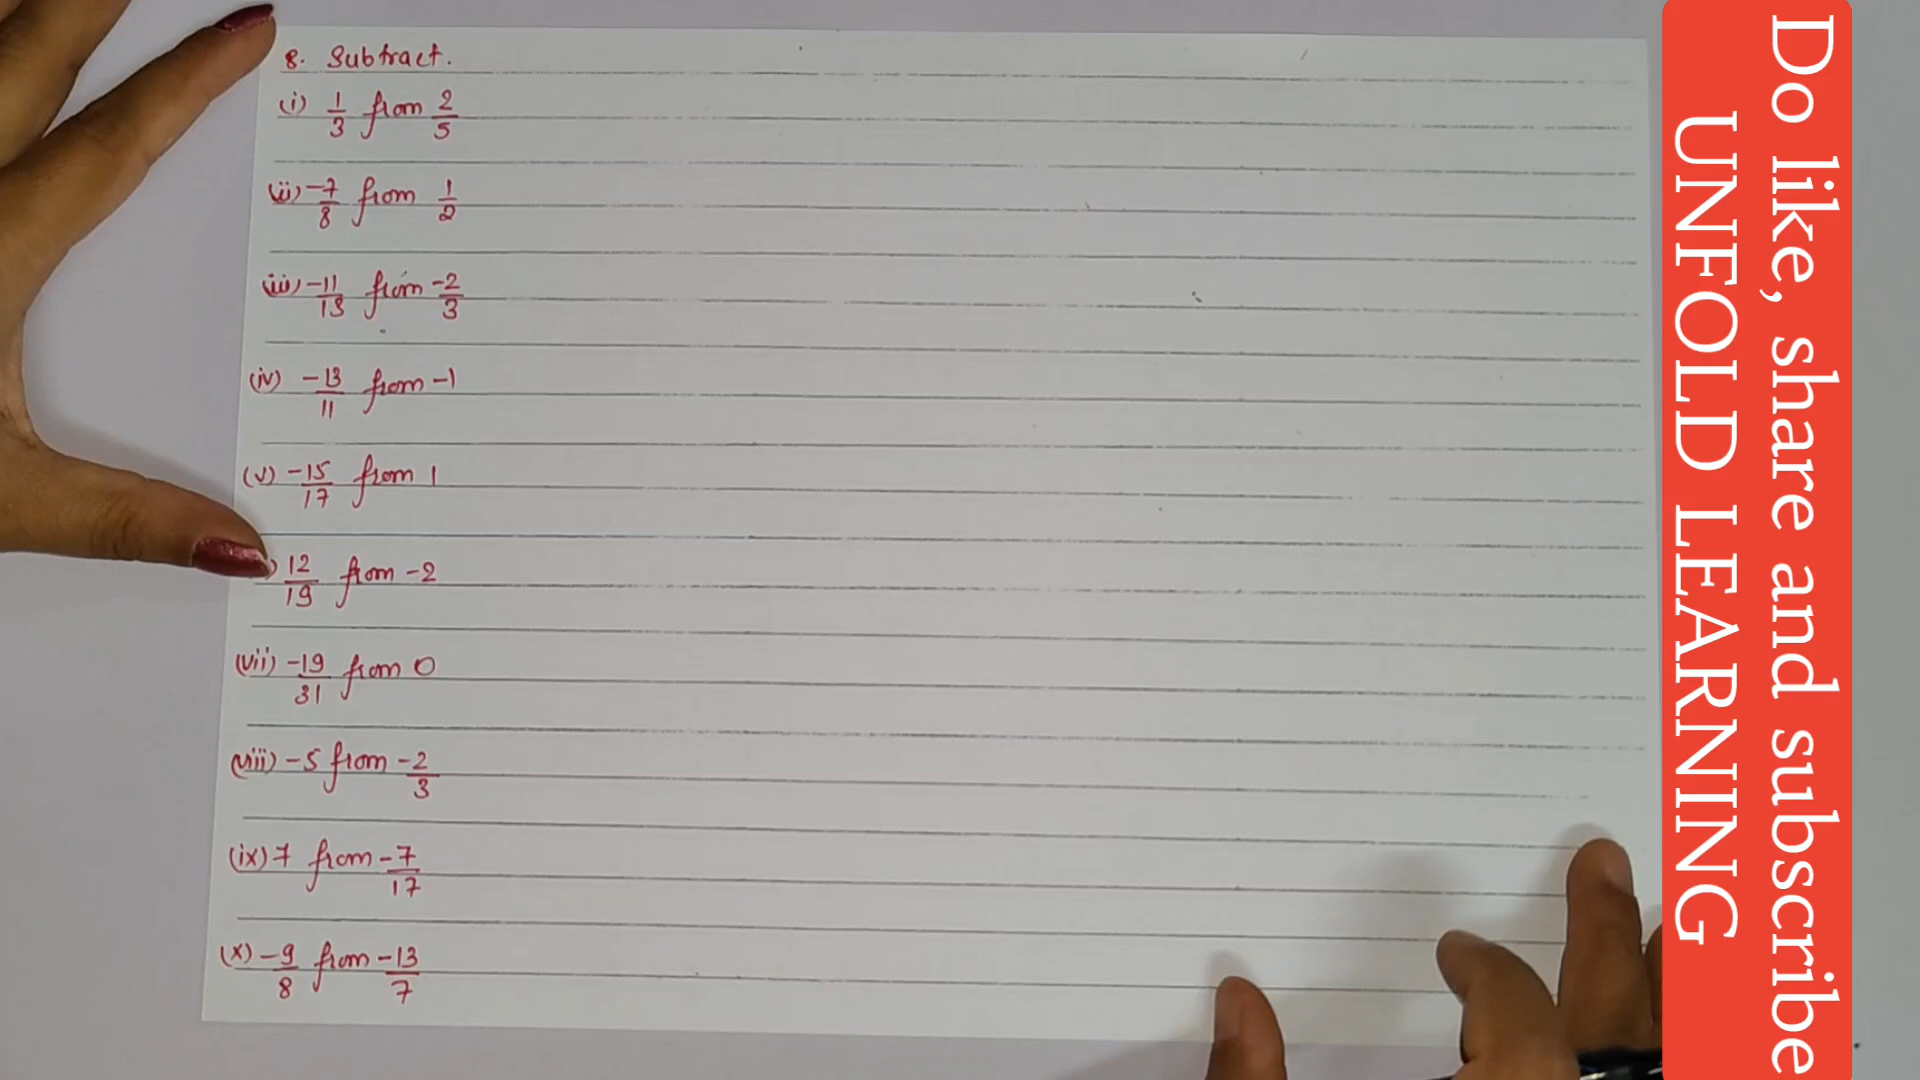 8. Subtract.
(i) 1/3 from 2/5
(ii) -7/8 from 1/2
(iii) -11/13 from -2/3
(iv) -13/11 from -1
(v) -15/17 from 1
) 12/19 from -2
(vii) -19/31 from 0
(viii) -5 from -2/3
(ix) 7 from -7/17
(x) -9/8 from -13/7
Do like, share and subscribe
UNFOLD LEARNING